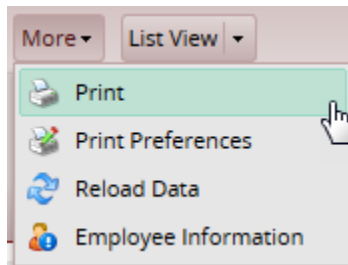 More List View
Print
Print Preferences
Reload Data
Employee Information